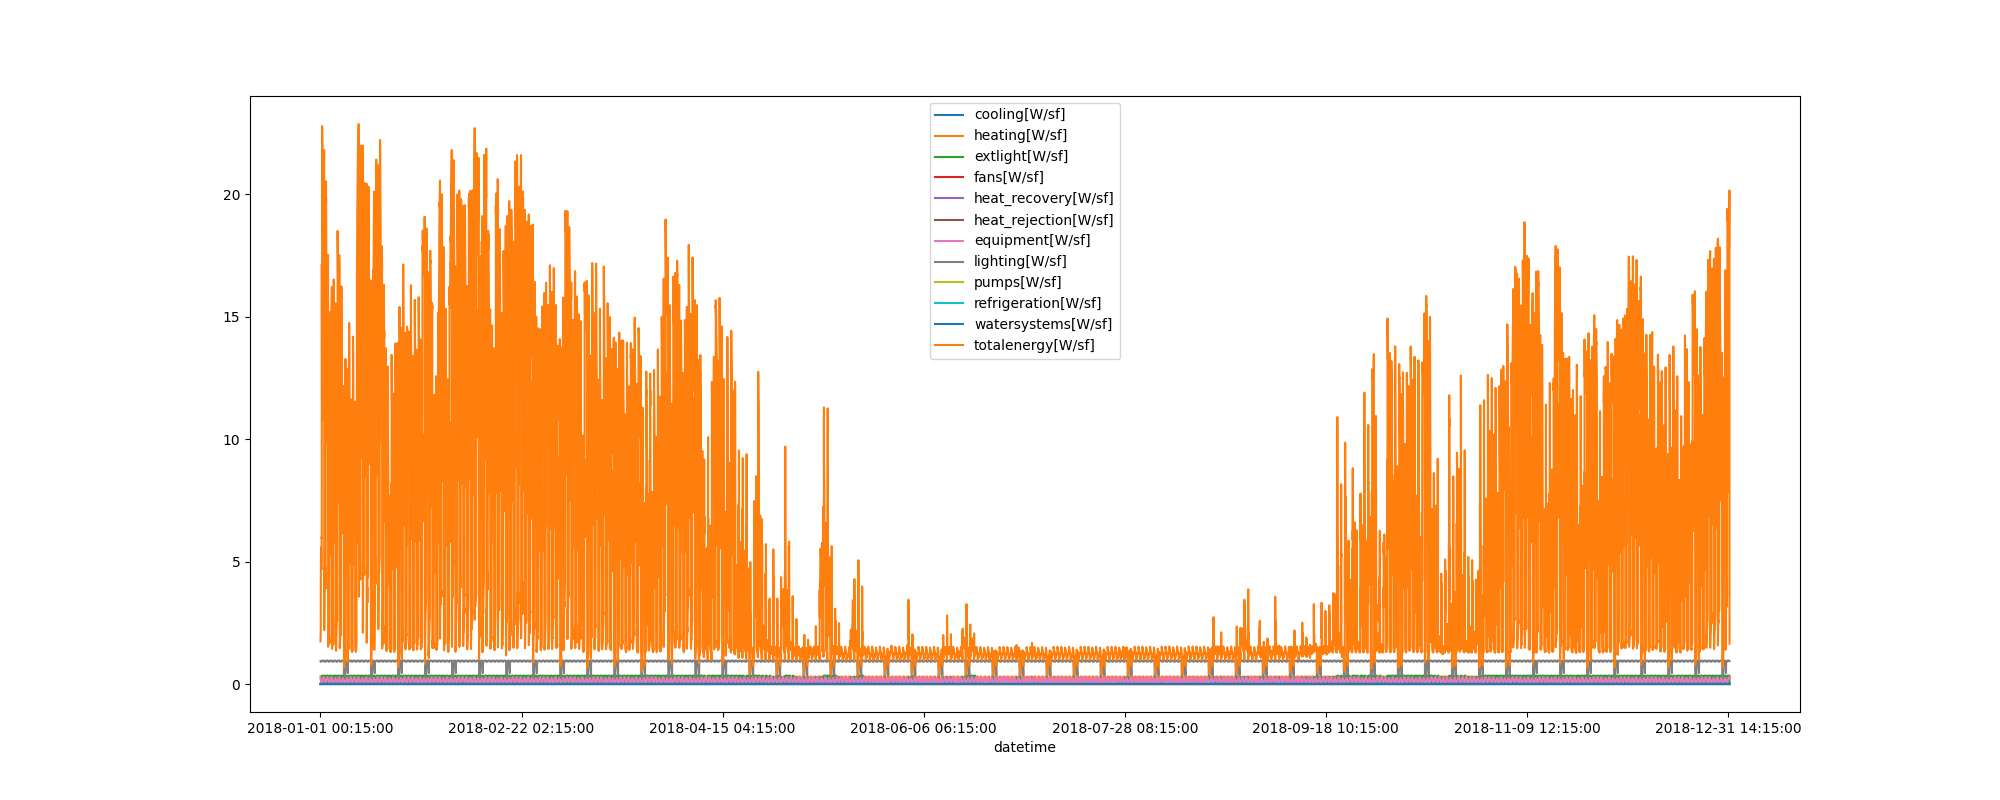 cooling[W/sf]
heating[W/sf]
extlight[W/sf]
fans[W/sf]
heat_recovery[W/sf]
heat_rejection[W/sf]
equipment[W/sf]
lighting[W/sf]
pumps[W/sf]
refrigeration[W/sf]
watersystems[W/sf]
totalenergy[W/sf]
20
15
10
5
0
2018-01-01 00:15:00
2018-02-22 02:15:00
2018-04-15 04:15:00
2018-06-06 06:15:00
2018-07-28 08:15:00
2018-09-18 10:15:00
2018-11-09 12:15:00
2018-12-31 14:15:00
datetime